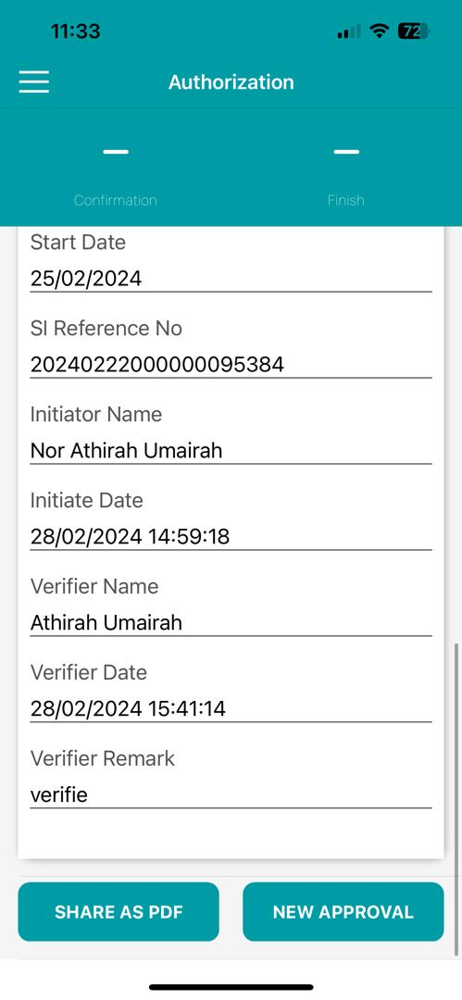 11:33
72
Authorization
Confirmation
Finish
Start Date
25/02/2024
SI Reference No
20240222000000095384
Initiator Name
Nor Athirah Umairah
Initiate Date
28/02/2024 14:59:18
Verifier Name
Athirah Umairah
Verifier Date
28/02/2024 15:41:14
Verifier Remark
verifie
SHARE AS PDF
NEW APPROVAL